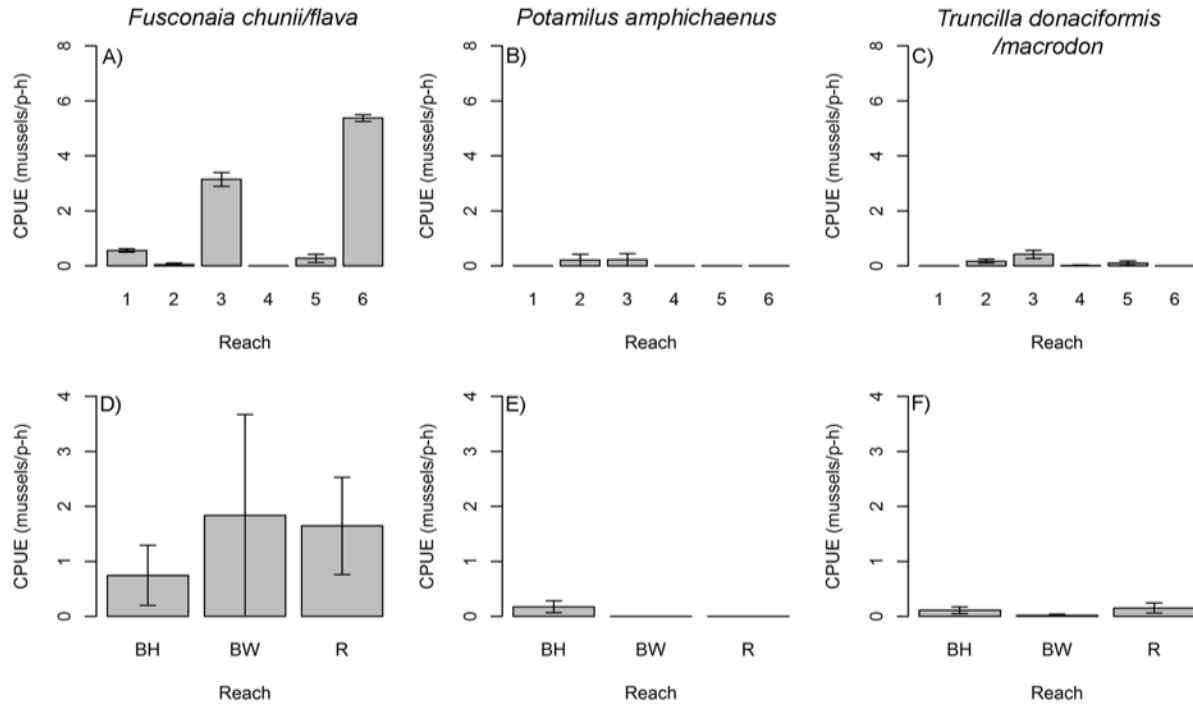 Fusconaia chunii/flava
Potamilus amphichaenus
Truncilla donaciformis
/macrodon
A)
CPUE (mussels/p-h)
8
6
4
2
0
1 2 3 4 5 6
Reach
B)
CPUE (mussels/p-h)
8
6
4
2
0
1 2 3 4 5 6
Reach
C)
CPUE (mussels/p-h)
8
6
4
2
0
1 2 3 4 5 6
Reach
D)
CPUE (mussels/p-h)
4
3
2
1
0
BH BW R
Reach
E)
CPUE (mussels/p-h)
4
3
2
1
0
BH BW R
Reach
F)
CPUE (mussels/p-h)
4
3
2
1
0
BH BW R
Reach